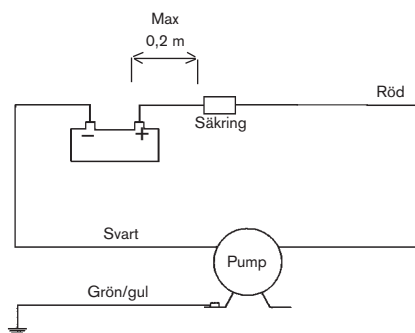 Max
0,2 m
Röd
Säkring
Svart
Pump
Grön/gul